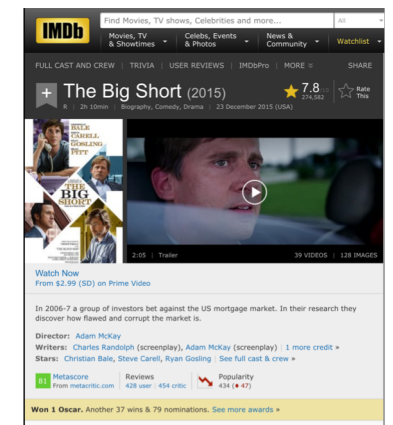 IMDb
Find Movies, TV shows, Celebrities and more...
All
Movies, TV
& Showtimes
Celebs, Events
& Photos
News &
Community
Watchlist
FULL CAST AND CREW | TRIVIA | USER REVIEWS | IMDbPro | MORE
SHARE
+
The Big Short (2015)
7.8/10
274,582
Rate
This
R | 2h 10min | Biography, Comedy, Drama | 23 December 2015 (USA)
BALE
CARELL
GOSLING
PITT
THE
BIG
SHORT
2:05 | Trailer
39 VIDEOS | 128 IMAGES
Watch Now
From $2.99 (SD) on Prime Video
In 2006-7 a group of investors bet against the US mortgage market. In their research they
discover how flawed and corrupt the market is.
Director: Adam McKay
Writers: Charles Randolph (screenplay), Adam McKay (screenplay) | 1 more credit »
Stars: Christian Bale, Steve Carell, Ryan Gosling | See full cast & crew »
81
Metascore
From metacritic.com
Reviews
428 user | 454 critic
Popularity
434 (♦ 47)
Won 1 Oscar. Another 37 wins & 79 nominations. See more awards »